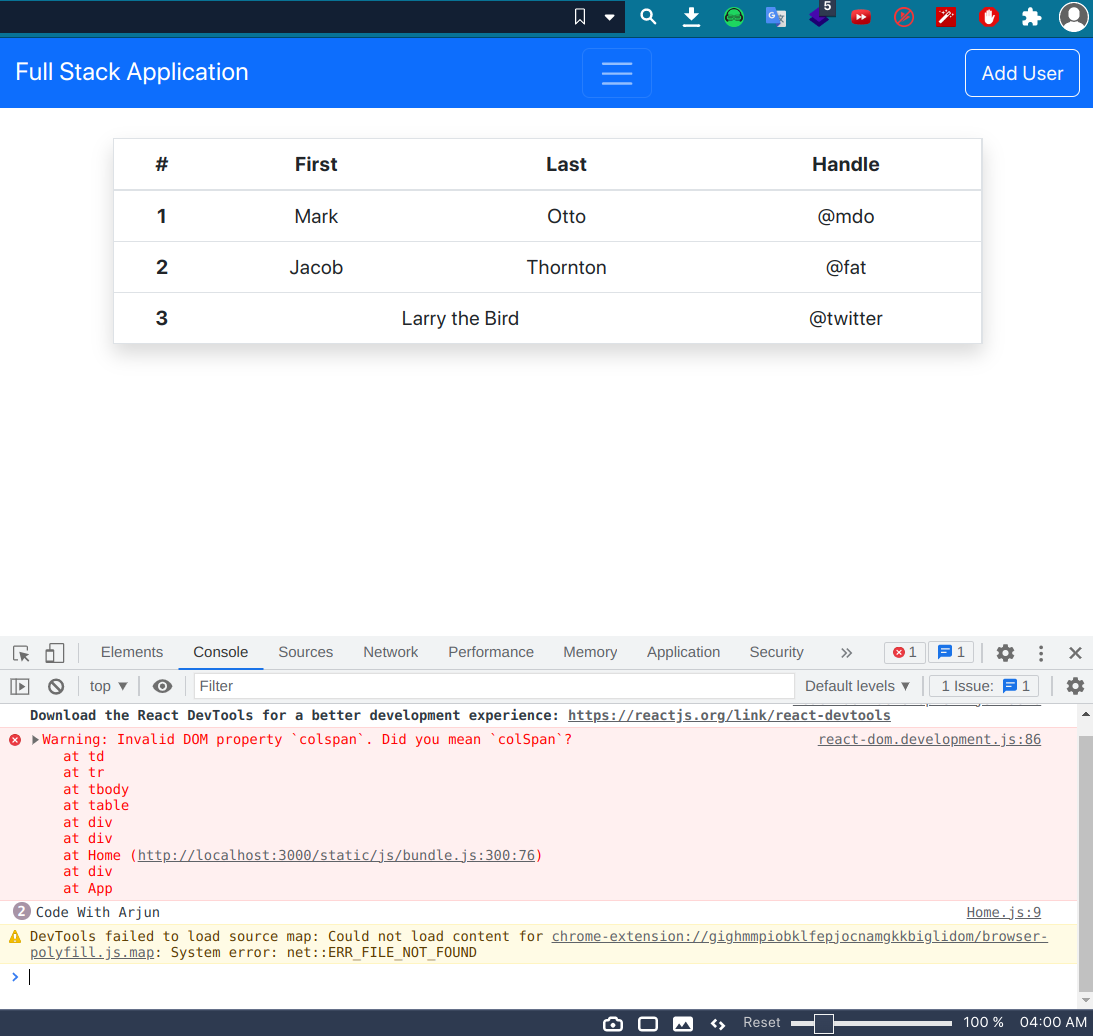 5
Full Stack Application
Add User
# First Last Handle
1 Mark Otto @mdo
2 Jacob Thornton @fat
3 Larry the Bird @twitter
Elements Console Sources Network Performance Memory Application Security » 1 1
top ▼ Filter Default levels ▼ 1 Issue: 1
Download the React DevTools for a better development experience: https://reactjs.org/link/react-devtools
Warning: Invalid DOM property `colspan`. Did you mean `colSpan`? react-dom.development.js:86
at td
at tr
at tbody
at table
at div
at div
at Home (http://localhost:3000/static/js/bundle.js:300:76)
at div
at App
2 Code With Arjun Home.js:9
DevTools failed to load source map: Could not load content for chrome-extension://gighmmpiobklfepjocnamgkkbiglidom/browser-
polyfill.js.map: System error: net::ERR_FILE_NOT_FOUND
Reset 100 % 04:00 AM